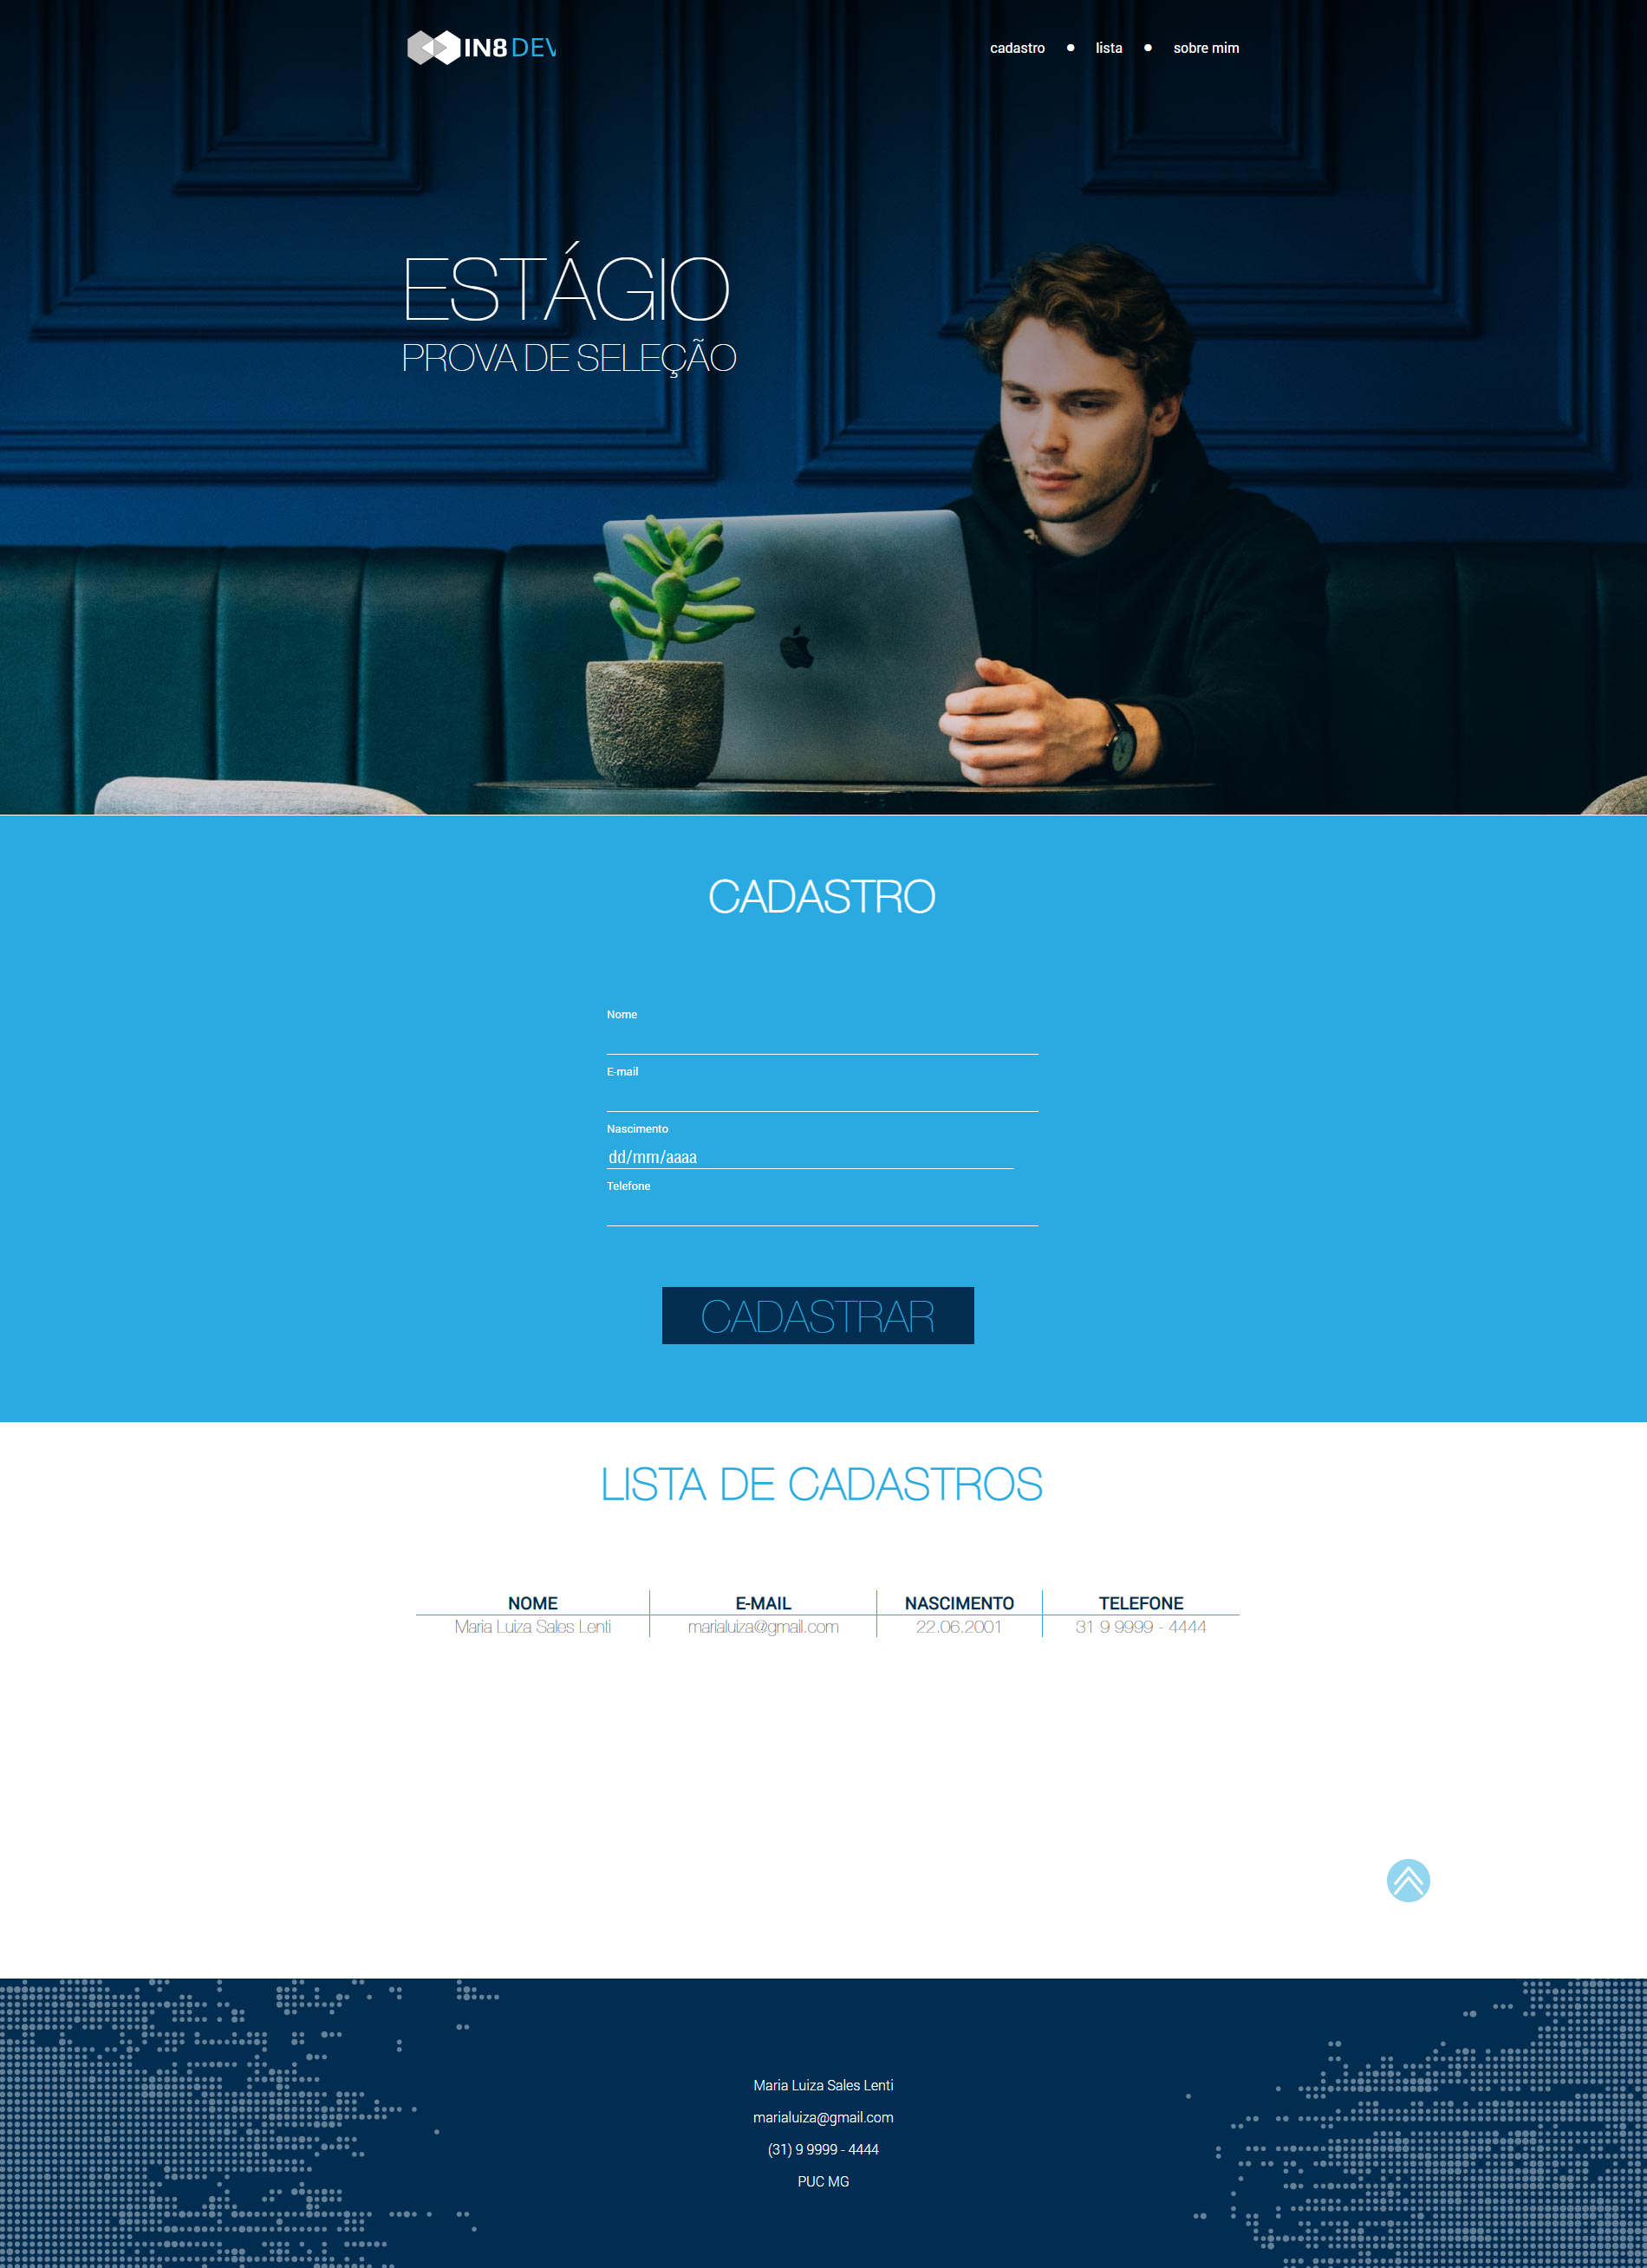 IN8 DEV
cadastro • lista • sobre mim
ESTÁGIO
PROVA DE SELEÇÃO
CADASTRO
Nome
E-mail
Nascimento
dd/mm/aaaa
Telefone
CADASTRAR
LISTA DE CADASTROS
NOME E-MAIL NASCIMENTO TELEFONE
Maria Luiza Sales Lenti marialuiza@gmail.com 22.06.2001 31 9 9999 - 4444
Maria Luiza Sales Lenti
marialuiza@gmail.com
(31) 9 9999 - 4444
PUC MG